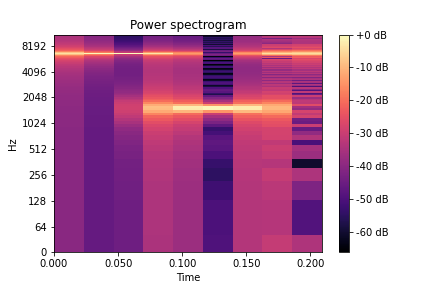 Power spectrogram
8192
4096
2048
1024
512
256
128
64
0
Hz
0.000 0.050 0.100 0.150 0.200
Time
+0 dB
-10 dB
-20 dB
-30 dB
-40 dB
-50 dB
-60 dB